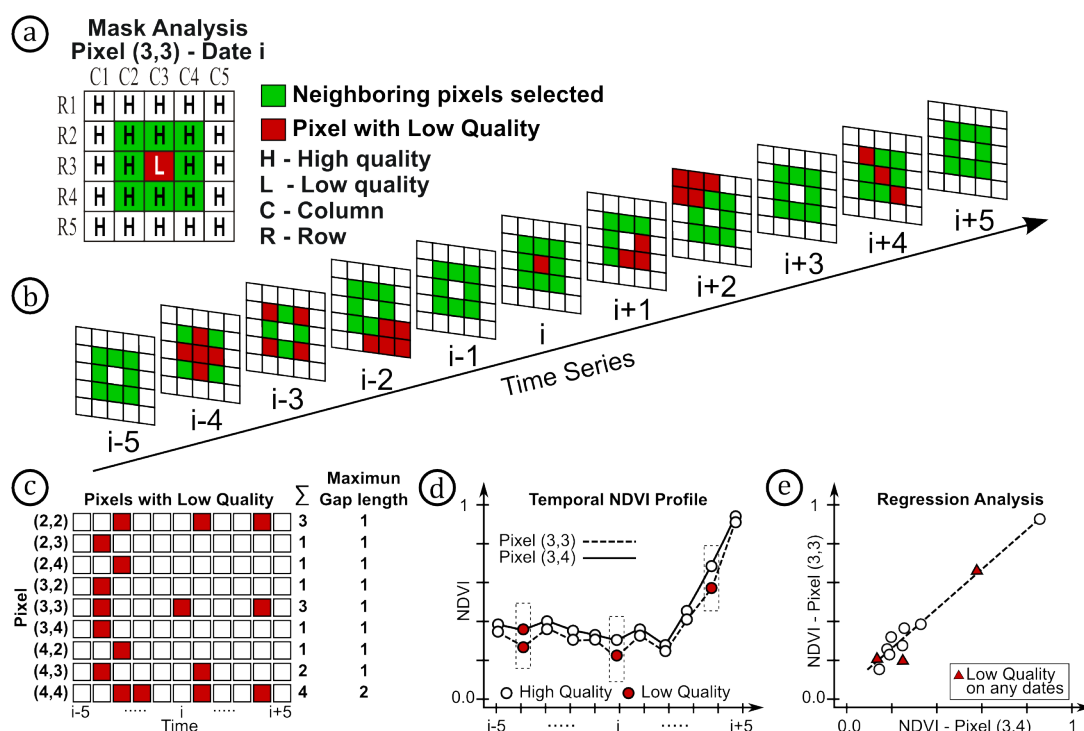 a
Mask Analysis
Pixel (3,3) - Date i
C1 C2 C3 C4 C5
R1 H H H H H
R2 H H H H H
R3 H H L H H
R4 H H H H H
R5 H H H H H
Neighboring pixels selected
Pixel with Low Quality
H - High quality
L - Low quality
C - Column
R - Row
b
i-5
i-4
i-3
i-2
i-1
i
i+1
i+2
i+3
i+4
i+5
Time Series
c
Pixels with Low Quality
Σ
Maximun
Gap length
Pixel
(2,2) 3 1
(2,3) 1 1
(2,4) 1 1
(3,2) 1 1
(3,3) 3 1
(3,4) 1 1
(4,2) 1 1
(4,3) 2 1
(4,4) 4 2
i-5 ..... i ..... i+5
Time
d
Temporal NDVI Profile
1
Pixel (3,3)
Pixel (3,4)
NDVI
0.0
High Quality
Low Quality
i-5 ..... i ..... i+5
e
Regression Analysis
1
NDVI - Pixel (3,3)
Low Quality
on any dates
0.0
0.0 NDVI - Pixel (3,4) 1